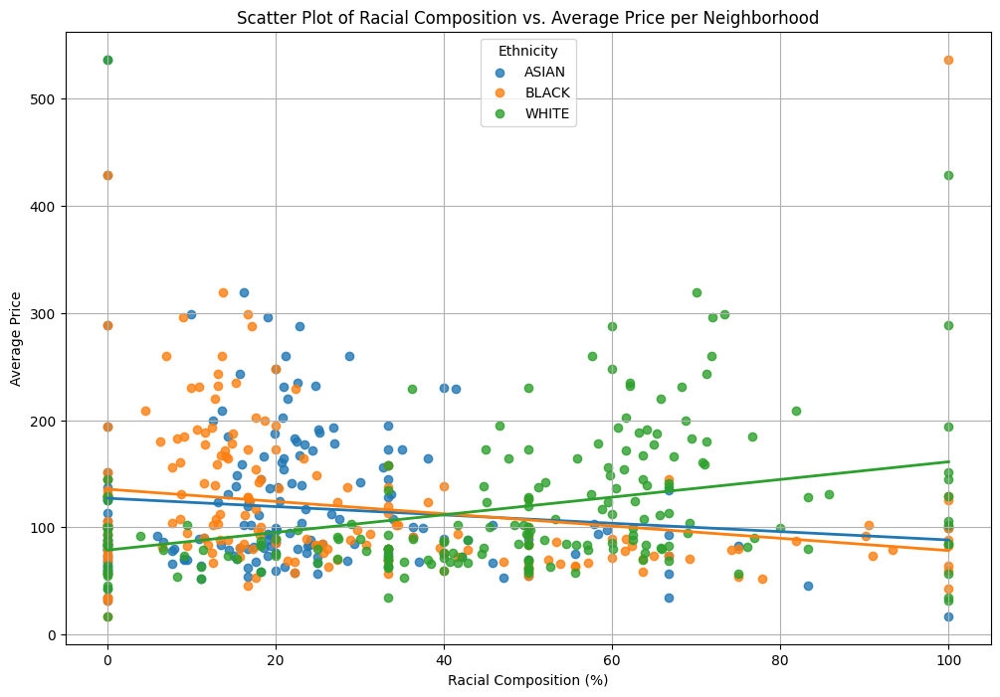 Scatter Plot of Racial Composition vs. Average Price per Neighborhood
Ethnicity
ASIAN
BLACK
WHITE
500
400
300
200
100
0
Average Price
0 20 40 60 80 100
Racial Composition (%)